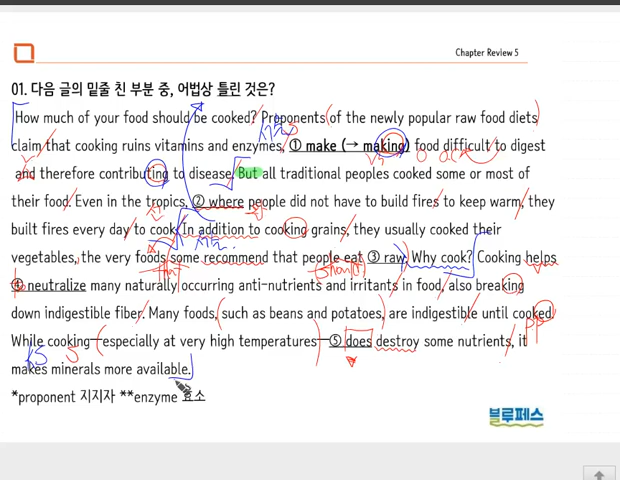 Chapter Review 5
01. 다음 글의 밑줄 친 부분 중, 어법상 틀린 것은?
How much of your food should be cooked? Proponents of the newly popular raw food diets
claim that cooking ruins vitamins and enzymes, ① make (→ making) food difficult to digest
and therefore contributing to disease. But all traditional peoples cooked some or most of
their food. Even in the tropics, ② where people did not have to build fires to keep warm, they
built fires every day to cook. In addition to cooking grains, they usually cooked their
vegetables, the very foods some recommend that people eat ③ raw. Why cook? Cooking helps
④ neutralize many naturally occurring anti-nutrients and irritants in food, also breaking
down indigestible fiber. Many foods, such as beans and potatoes, are indigestible until cooked.
While cooking―especially at very high temperatures―⑤ does destroy some nutrients, it
makes minerals more available.
*proponent 지지자 **enzyme 효소
블루페스